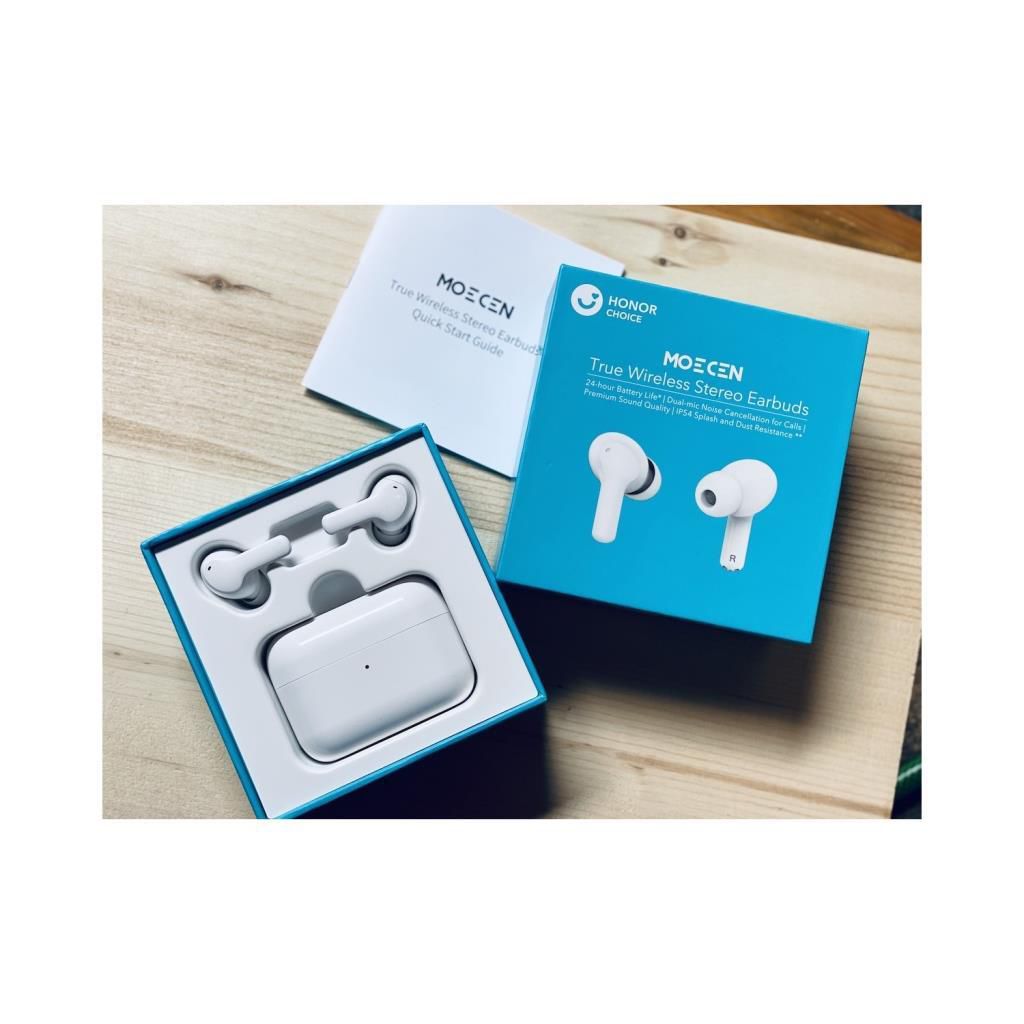 MOECEN
True Wireless Stereo Earbuds
Quick Start Guide
HONOR
CHOICE
MOECEN
True Wireless Stereo Earbuds
24-hour Battery Life* | Dual-mic Noise Cancellation for Calls |
Premium Sound Quality | IP54 Splash and Dust Resistance **
R